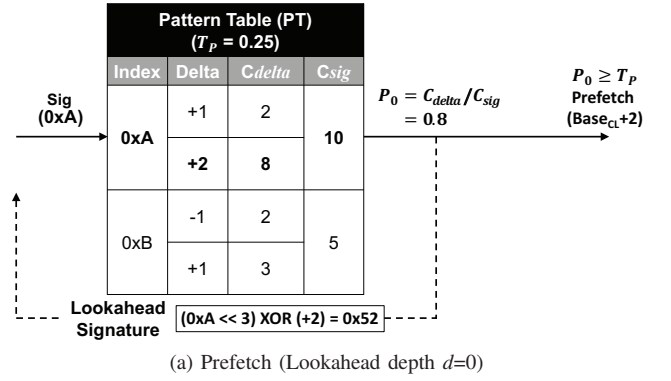 Pattern Table (PT)
(T_P = 0.25)
Index Delta Cdelta Csig
Sig
(0xA)
0xA +1 2 10
+2 8
0xB -1 2 5
+1 3
P_0 = C_delta/C_sig
= 0.8
P_0 ≥ T_P
Prefetch
(Base_CL+2)
Lookahead
Signature
(0xA << 3) XOR (+2) = 0x52
(a) Prefetch (Lookahead depth d=0)